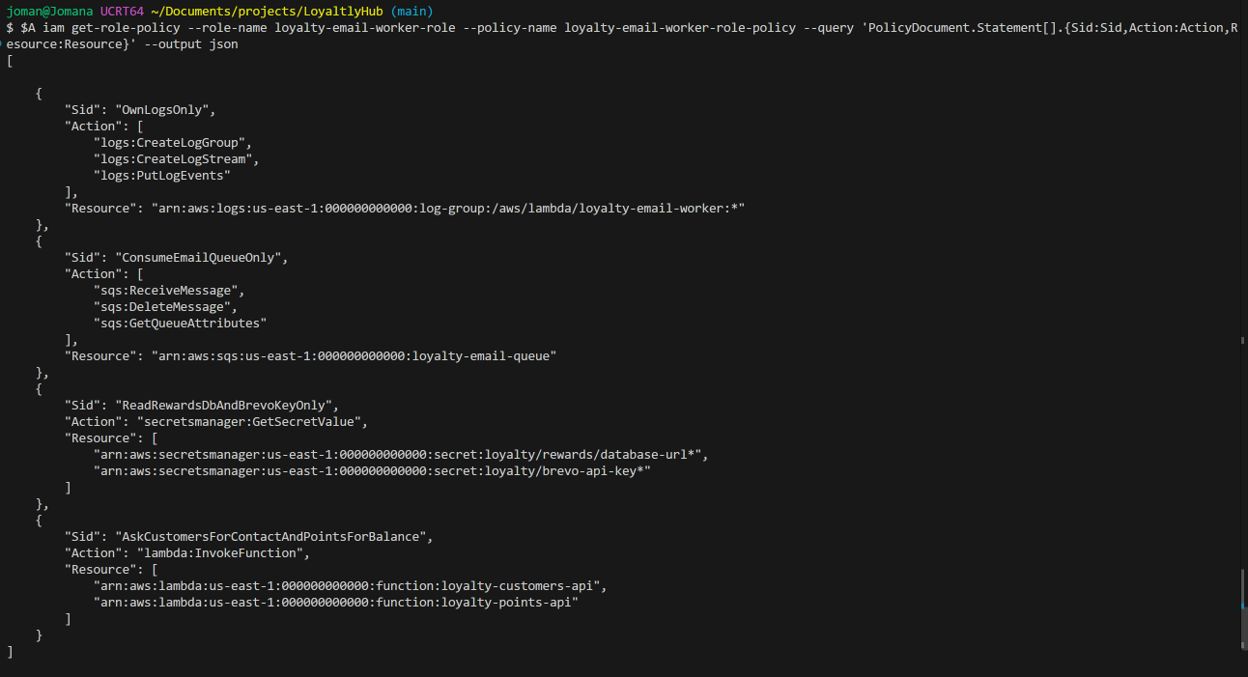 joman@Jomana UCRT64 ~/Documents/projects/LoyaltlyHub (main)
$ $A iam get-role-policy --role-name loyalty-email-worker-role --policy-name loyalty-email-worker-role-policy --query 'PolicyDocument.Statement[].{Sid:Sid,Action:Action,R
esource:Resource}' --output json
[
    {
        "Sid": "OwnLogsOnly",
        "Action": [
            "logs:CreateLogGroup",
            "logs:CreateLogStream",
            "logs:PutLogEvents"
        ],
        "Resource": "arn:aws:logs:us-east-1:000000000000:log-group:/aws/lambda/loyalty-email-worker:*"
    },
    {
        "Sid": "ConsumeEmailQueueOnly",
        "Action": [
            "sqs:ReceiveMessage",
            "sqs:DeleteMessage",
            "sqs:GetQueueAttributes"
        ],
        "Resource": "arn:aws:sqs:us-east-1:000000000000:loyalty-email-queue"
    },
    {
        "Sid": "ReadRewardsDbAndBrevoKeyOnly",
        "Action": "secretsmanager:GetSecretValue",
        "Resource": [
            "arn:aws:secretsmanager:us-east-1:000000000000:secret:loyalty/rewards/database-url*",
            "arn:aws:secretsmanager:us-east-1:000000000000:secret:loyalty/brevo-api-key*"
        ]
    },
    {
        "Sid": "AskCustomersForContactAndPointsForBalance",
        "Action": "lambda:InvokeFunction",
        "Resource": [
            "arn:aws:lambda:us-east-1:000000000000:function:loyalty-customers-api",
            "arn:aws:lambda:us-east-1:000000000000:function:loyalty-points-api"
        ]
    }
]